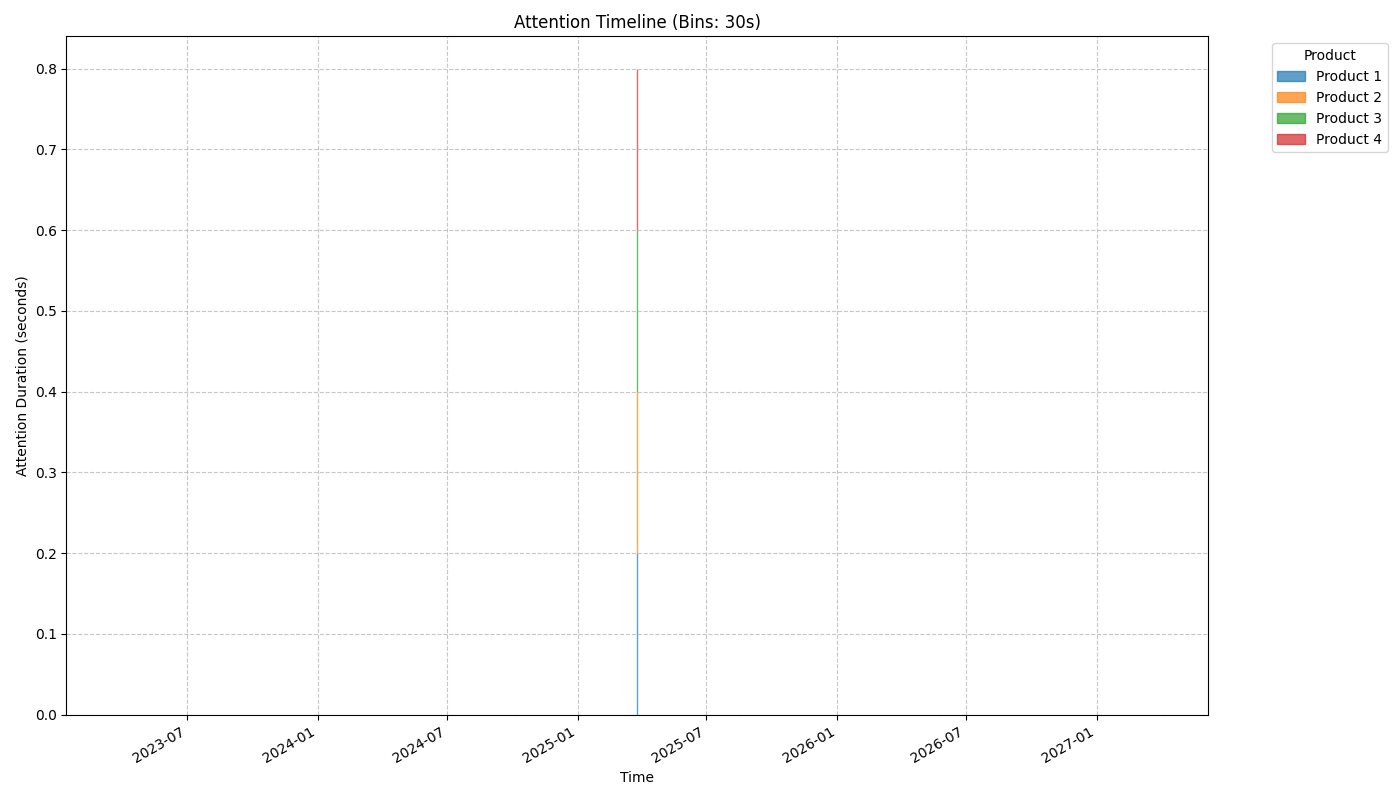 Attention Timeline (Bins: 30s)
Product
Product 1
Product 2
Product 3
Product 4
Attention Duration (seconds)
0.8
0.7
0.6
0.5
0.4
0.3
0.2
0.1
0.0
2023-07
2024-01
2024-07
2025-01
2025-07
2026-01
2026-07
2027-01
Time